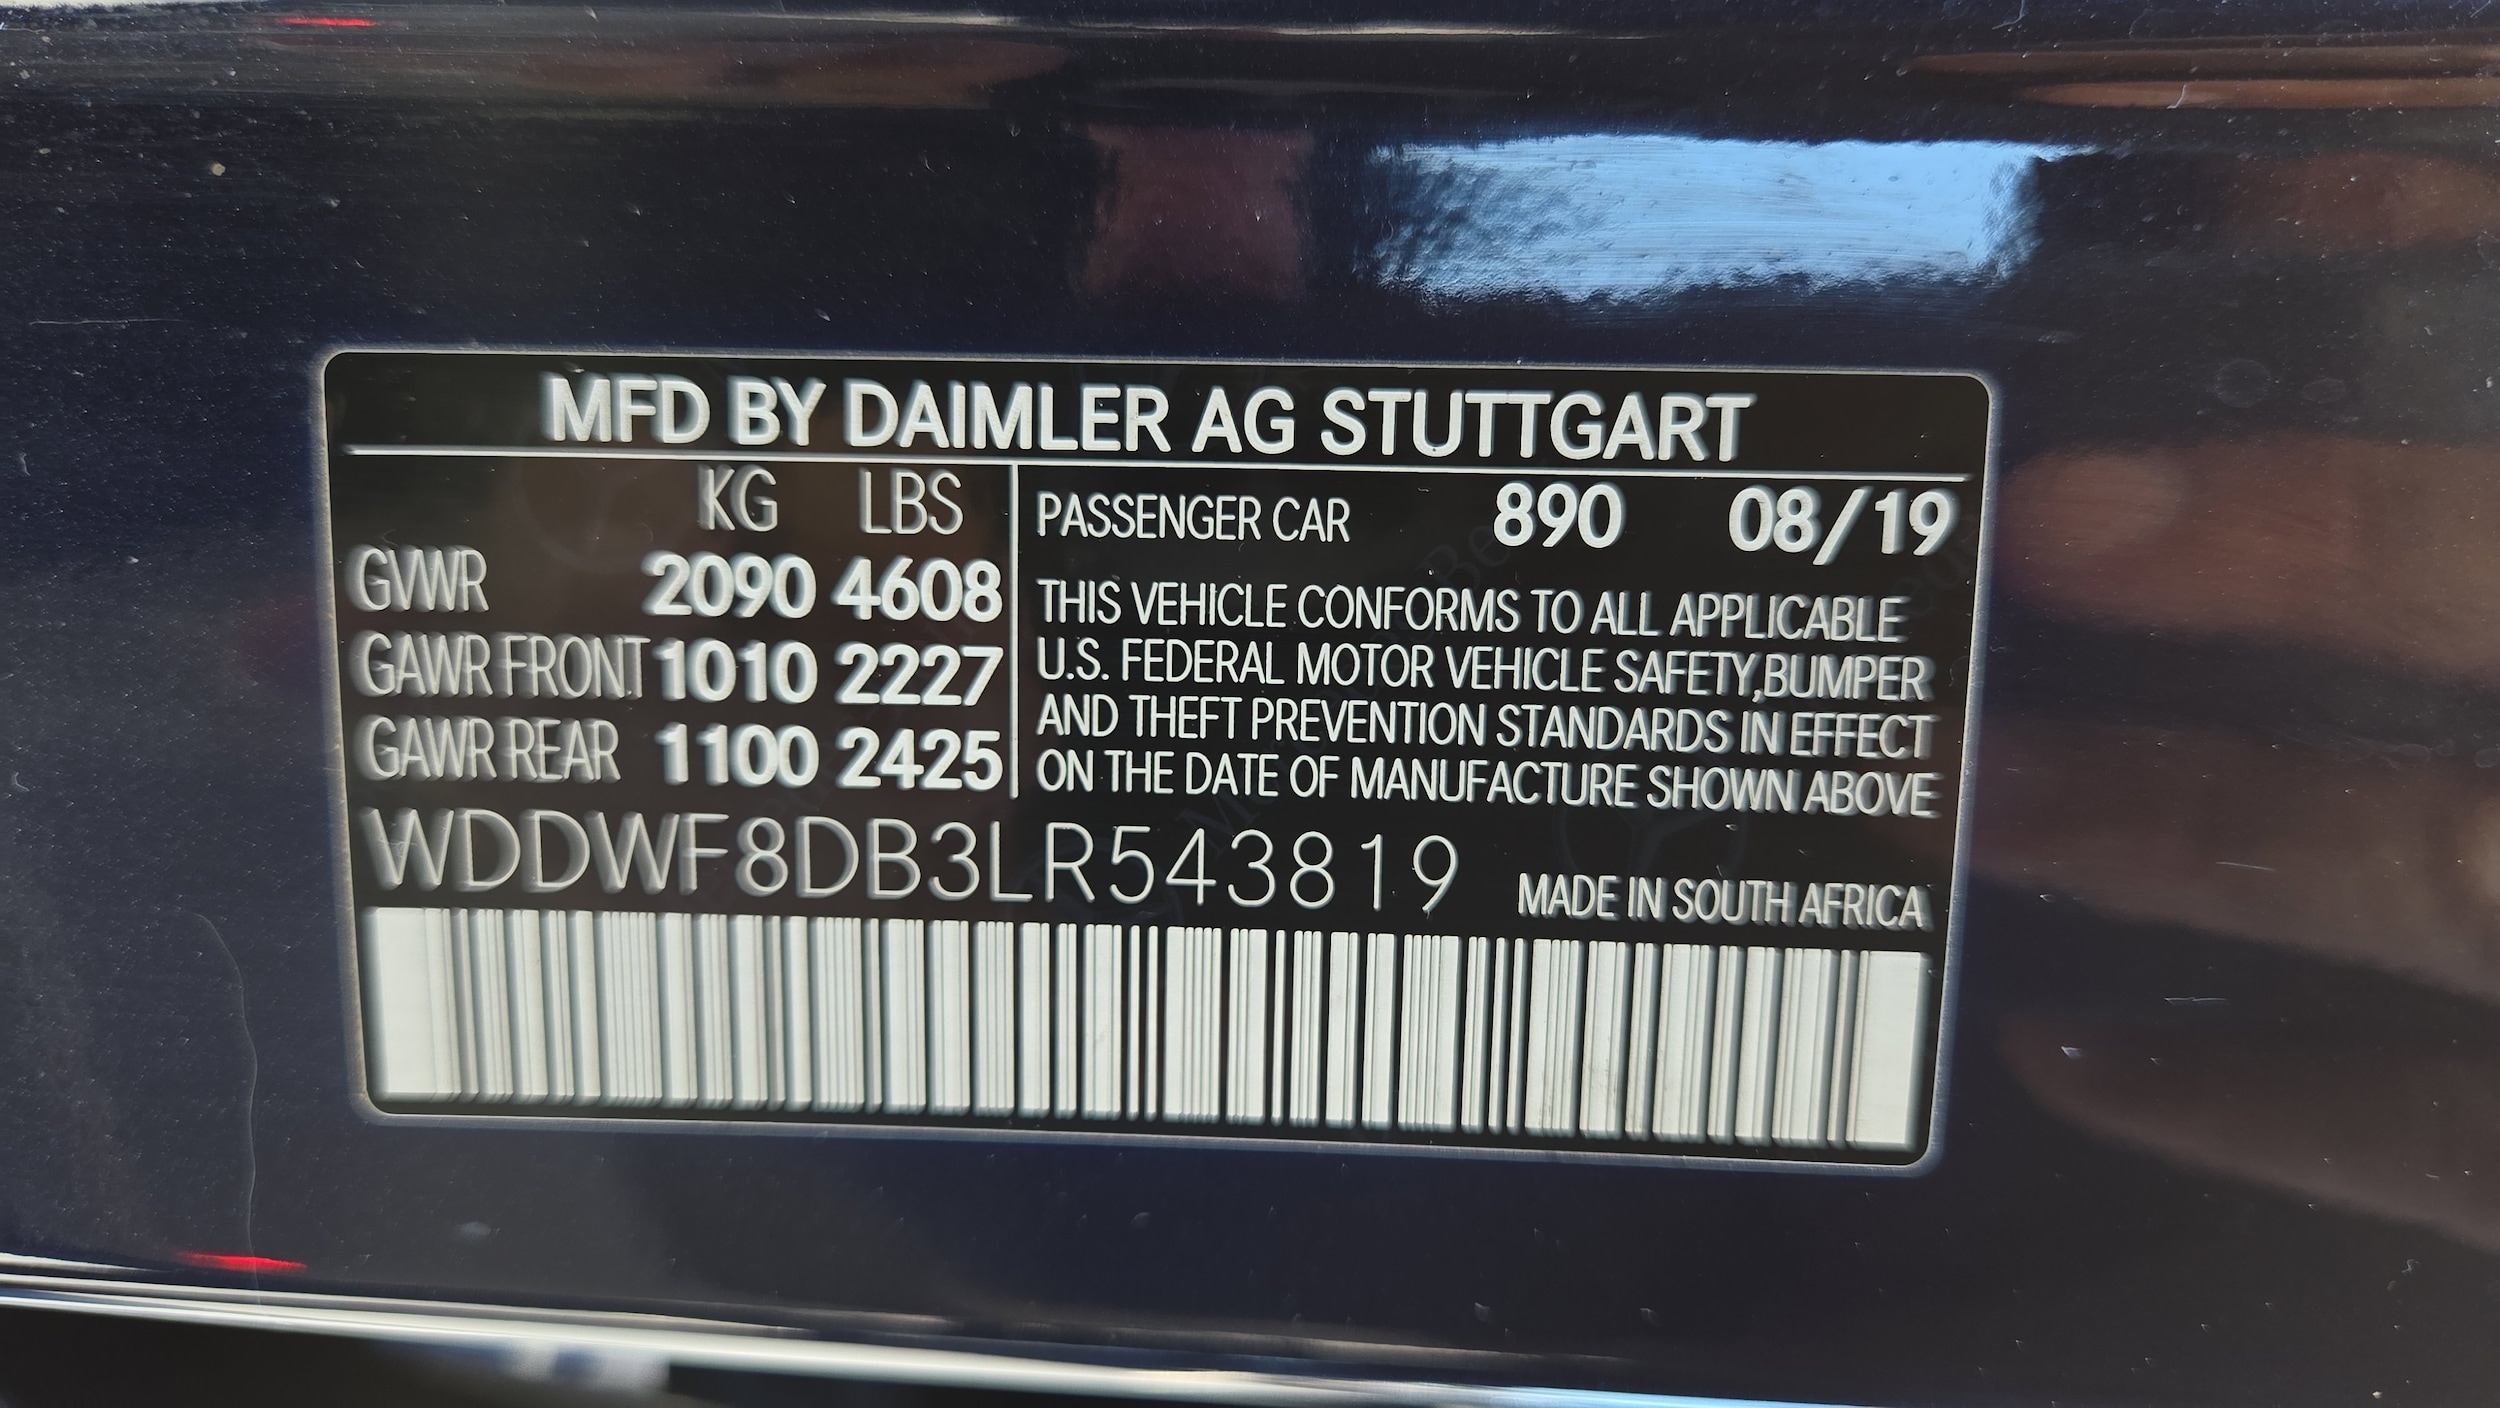 MFD BY DAIMLER AG STUTTGART
KG LBS
GVWR 2090 4608
GAWR FRONT 1010 2227
GAWR REAR 1100 2425
PASSENGER CAR 890 08/19
THIS VEHICLE CONFORMS TO ALL APPLICABLE
U.S. FEDERAL MOTOR VEHICLE SAFETY,BUMPER
AND THEFT PREVENTION STANDARDS IN EFFECT
ON THE DATE OF MANUFACTURE SHOWN ABOVE
WDDWF8DB3LR543819
MADE IN SOUTH AFRICA